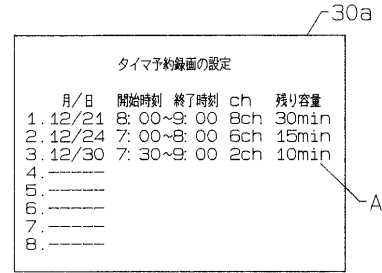 30a
タイマ予約録画の設定
月/日 開始時刻 終了時刻 ch 残り容量
1.12/21 8:00~9:00 8ch 30min
2.12/24 7:00~8:00 6ch 15min
3.12/30 7:30~9:00 2ch 10min
4.-----
5.-----
6.-----
7.-----
8.-----
A